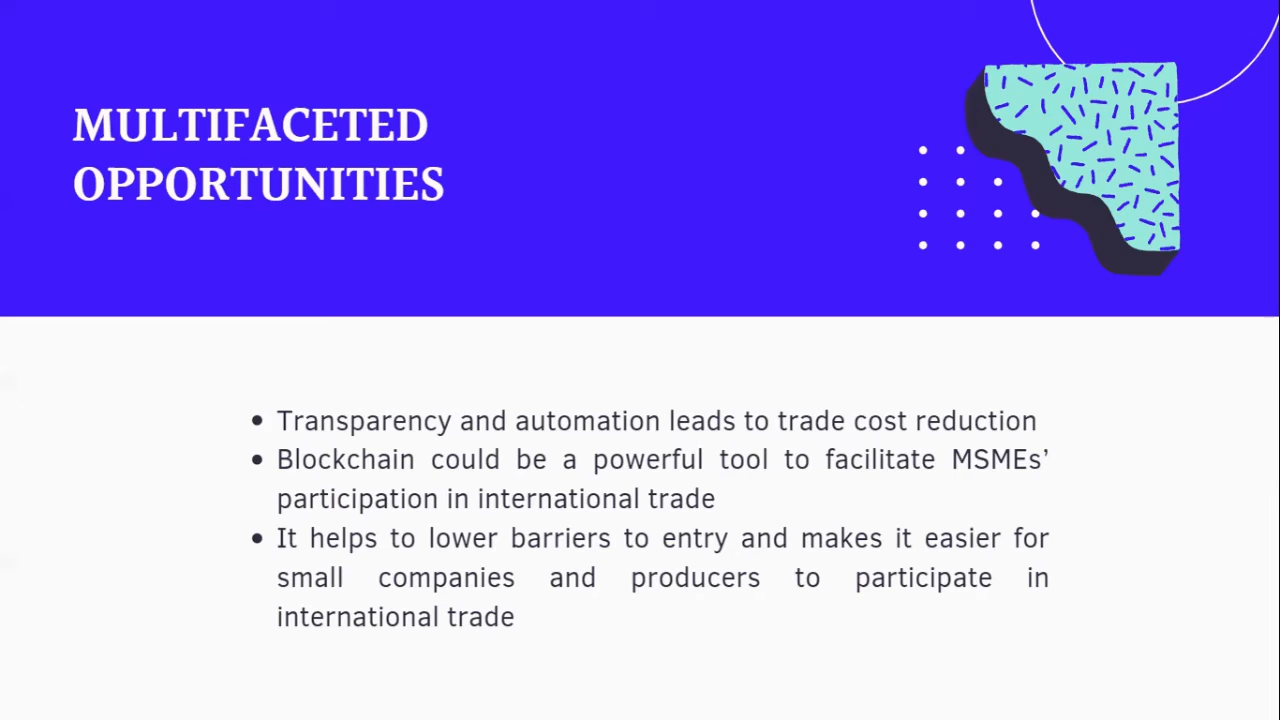 MULTIFACETED
OPPORTUNITIES
• Transparency and automation leads to trade cost reduction
• Blockchain could be a powerful tool to facilitate MSMEs’
participation in international trade
• It helps to lower barriers to entry and makes it easier for
small companies and producers to participate in
international trade